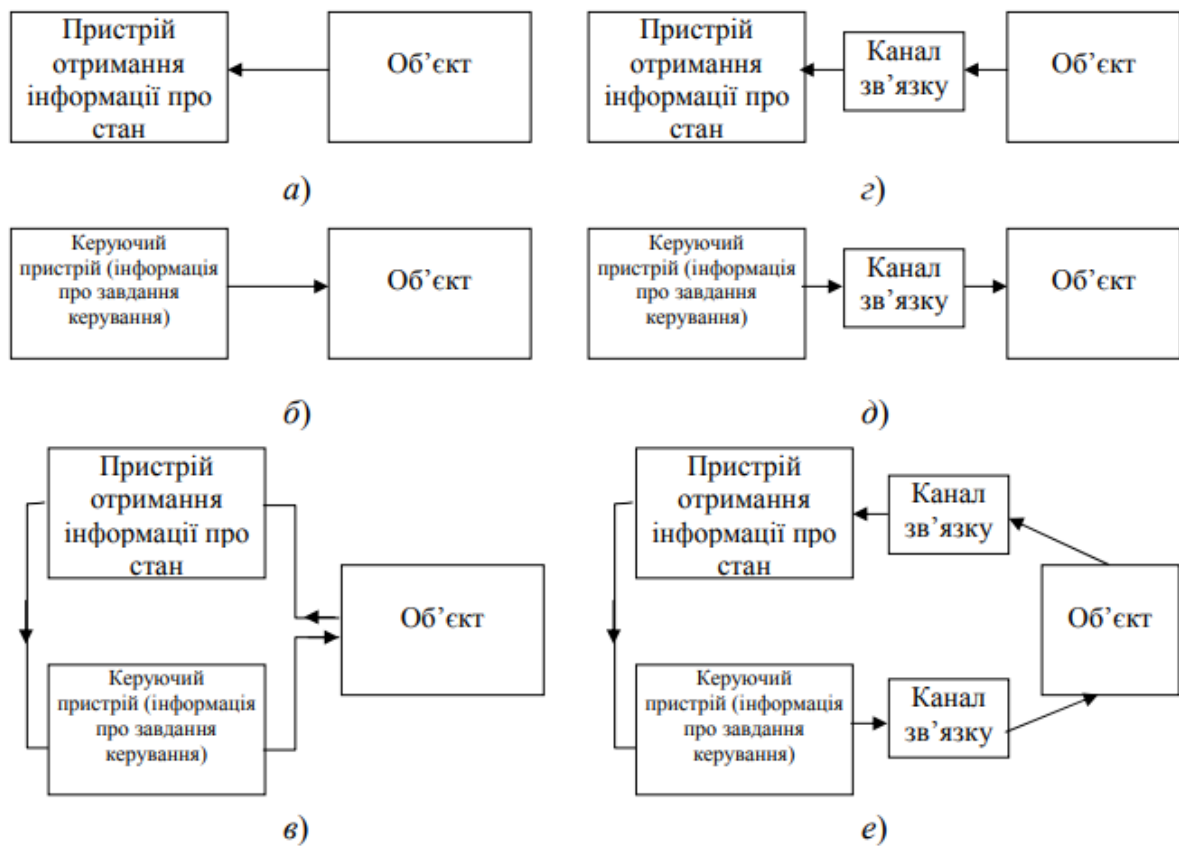 Пристрій
отримання
інформації про
стан
Об’єкт
а)
Пристрій
отримання
інформації про
стан
Канал
зв’язку
Об’єкт
г)
Керуючий
пристрій (інформація
про завдання
керування)
Об’єкт
б)
Керуючий
пристрій (інформація
про завдання
керування)
Канал
зв’язку
Об’єкт
д)
Пристрій
отримання
інформації про
стан
Об’єкт
Керуючий
пристрій (інформація
про завдання
керування)
в)
Пристрій
отримання
інформації про
стан
Канал
зв’язку
Об’єкт
Керуючий
пристрій (інформація
про завдання
керування)
Канал
зв’язку
е)